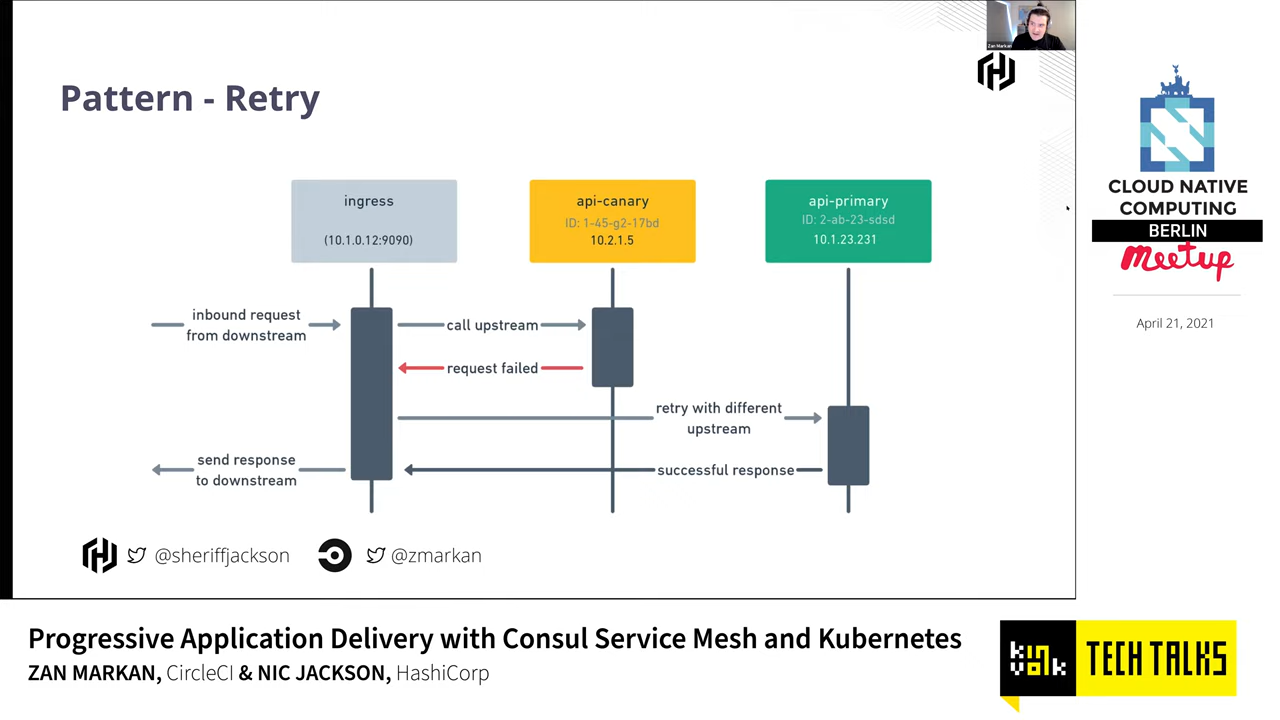 Zan Markan
Pattern - Retry
ingress
(10.1.0.12:9090)
api-canary
ID: 1-45-g2-17bd
10.2.1.5
api-primary
ID: 2-ab-23-sdsd
10.1.23.231
inbound request
from downstream
call upstream
request failed
retry with different
upstream
send response
to downstream
successful response
@sheriffjackson
@zmarkan
CLOUD NATIVE
COMPUTING
BERLIN
meetup
April 21, 2021
Progressive Application Delivery with Consul Service Mesh and Kubernetes
ZAN MARKAN, CircleCI & NIC JACKSON, HashiCorp
kinvolk
TECH TALKS